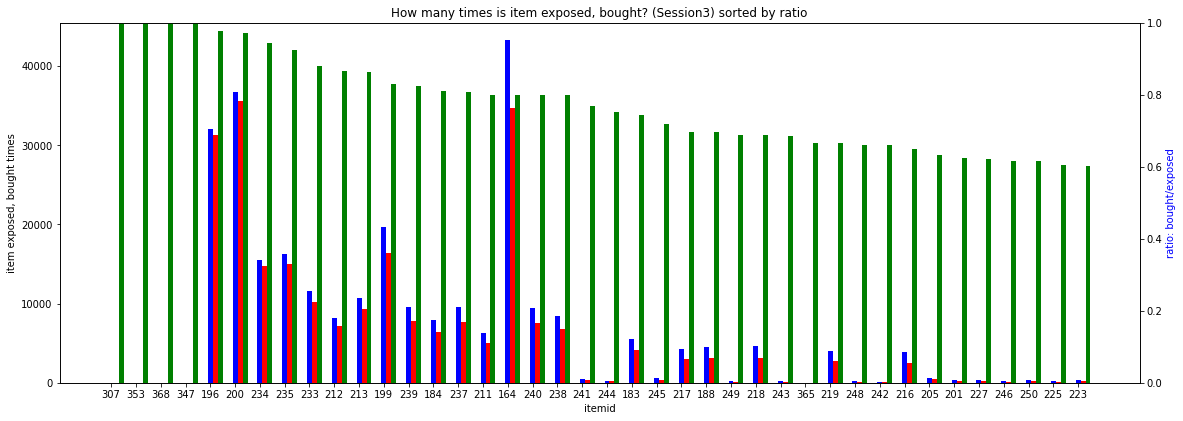 How many times is item exposed, bought? (Session3) sorted by ratio
item exposed, bought times
40000
30000
20000
10000
0
1.0
0.8
0.6
0.4
0.2
0.0
ratio: bought/exposed
307 353 368 347 196 200 234 235 233 212 213 199 239 184 237 211 164 240 238 241 244 183 245 217 188 249 218 243 365 219 248 242 216 205 201 227 246 250 225 223
itemid